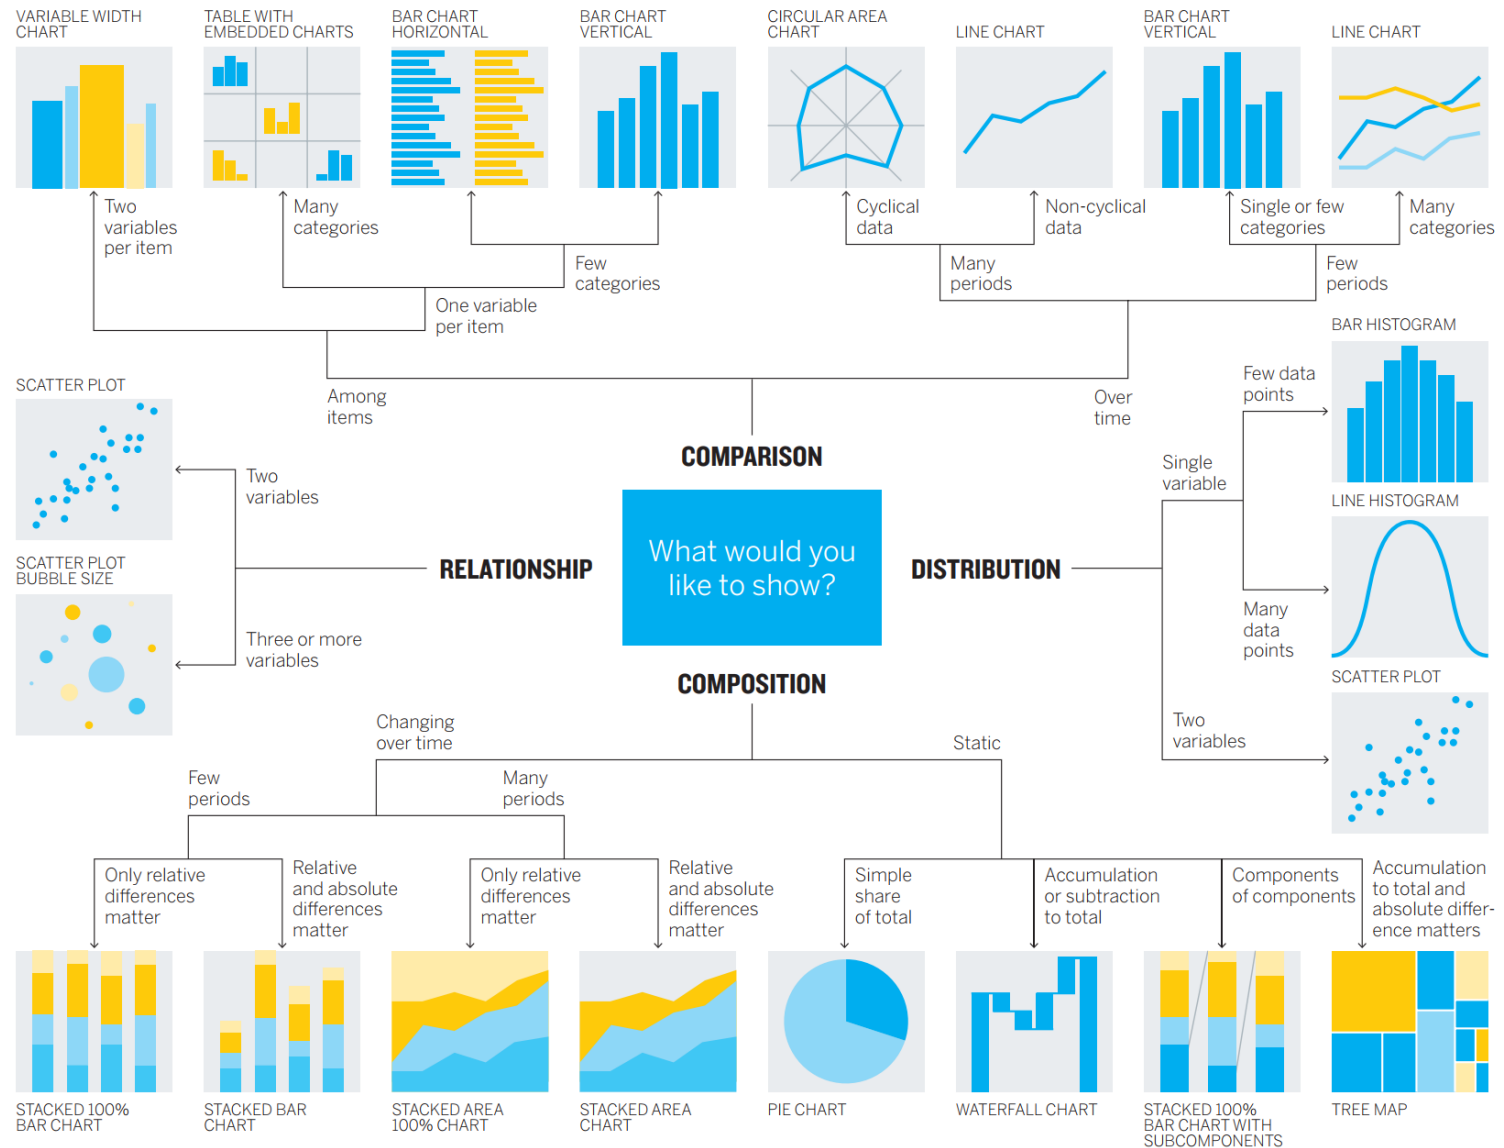 VARIABLE WIDTH
CHART
TABLE WITH
EMBEDDED CHARTS
BAR CHART
HORIZONTAL
BAR CHART
VERTICAL
CIRCULAR AREA
CHART
LINE CHART
BAR CHART
VERTICAL
LINE CHART
Two
variables
per item
Many
categories
Few
categories
One variable
per item
Cyclical
data
Non-cyclical
data
Single or few
categories
Many
categories
Many
periods
Few
periods
Among
items
Over
time
COMPARISON
SCATTER PLOT
Two
variables
SCATTER PLOT
BUBBLE SIZE
Three or more
variables
RELATIONSHIP
What would you
like to show?
DISTRIBUTION
Single
variable
Few data
points
BAR HISTOGRAM
LINE HISTOGRAM
Many
data
points
Two
variables
SCATTER PLOT
COMPOSITION
Changing
over time
Static
Few
periods
Many
periods
Only relative
differences
matter
Relative
and absolute
differences
matter
Only relative
differences
matter
Relative
and absolute
differences
matter
Simple
share
of total
Accumulation
or subtraction
to total
Components
of components
Accumulation
to total and
absolute differ-
ence matters
STACKED 100%
BAR CHART
STACKED BAR
CHART
STACKED AREA
100% CHART
STACKED AREA
CHART
PIE CHART
WATERFALL CHART
STACKED 100%
BAR CHART WITH
SUBCOMPONENTS
TREE MAP